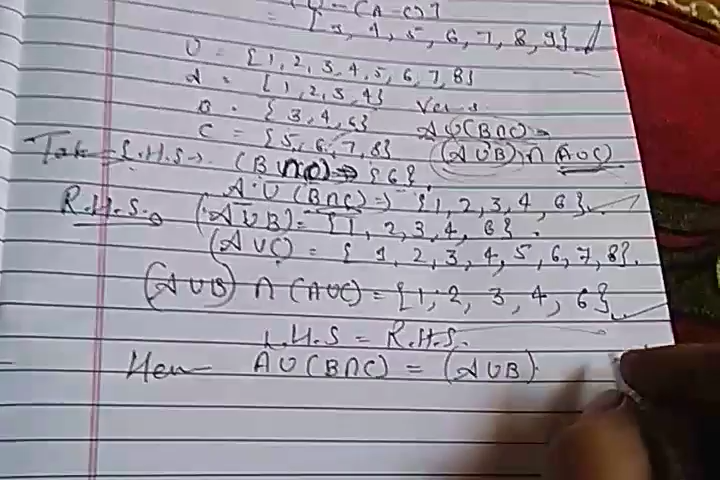 = {3, 4, 5, 6, 7, 8, 9}
U = {1, 2, 3, 4, 5, 6, 7, 8}
A = {1, 2, 3, 4}
B = {3, 4, 6}
A ∪ (B ∩ C) =
C = {5, 6, 7, 8}
(A ∪ B) ∩ (A ∪ C)
L.H.S → (B ∩ C) ⇒ {6}.
A ∪ (B ∩ C) ⇒ {1, 2, 3, 4, 6}.
R.H.S. (A ∪ B) = {1, 2, 3, 4, 6}.
(A ∪ C) = {1, 2, 3, 4, 5, 6, 7, 8}.
(A ∪ B) ∩ (A ∪ C) = {1, 2, 3, 4, 6}
L.H.S = R.H.S.
A ∪ (B ∩ C) = (A ∪ B)